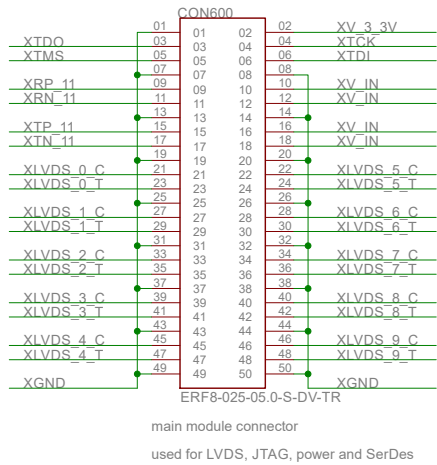 CON600
01 01 02 02 XV_3_3V
XTDO 03 03 04 04 XTCK
XTMS 05 05 06 06 XTDI
07 07 08 08
XRP_11 09 09 10 10 XV_IN
XRN_11 11 11 12 12 XV_IN
13 13 14 14
XTP_11 15 15 16 16 XV_IN
XTN_11 17 17 18 18 XV_IN
19 19 20 20
XLVDS_0_C 21 21 22 22 XLVDS_5_C
XLVDS_0_T 23 23 24 24 XLVDS_5_T
25 25 26 26
XLVDS_1_C 27 27 28 28 XLVDS_6_C
XLVDS_1_T 29 29 30 30 XLVDS_6_T
31 31 32 32
XLVDS_2_C 33 33 34 34 XLVDS_7_C
XLVDS_2_T 35 35 36 36 XLVDS_7_T
37 37 38 38
XLVDS_3_C 39 39 40 40 XLVDS_8_C
XLVDS_3_T 41 41 42 42 XLVDS_8_T
43 43 44 44
XLVDS_4_C 45 45 46 46 XLVDS_9_C
XLVDS_4_T 47 47 48 48 XLVDS_9_T
49 49 50 50
XGND XGND
ERF8-025-05.0-S-DV-TR
main module connector
used for LVDS, JTAG, power and SerDes